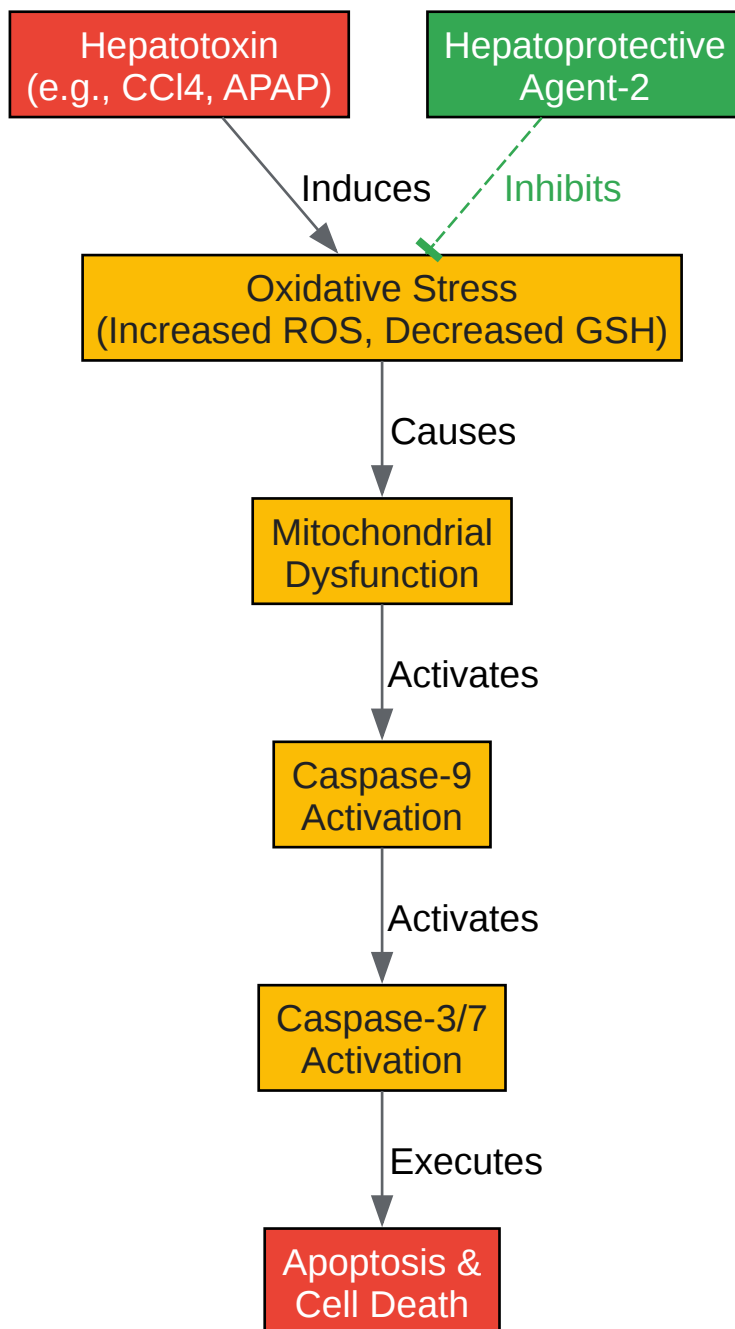 Hepatotoxin
(e.g., CCl4, APAP)
Hepatoprotective
Agent-2
Induces
Inhibits
Oxidative Stress
(Increased ROS, Decreased GSH)
Causes
Mitochondrial
Dysfunction
Activates
Caspase-9
Activation
Activates
Caspase-3/7
Activation
Executes
Apoptosis &
Cell Death